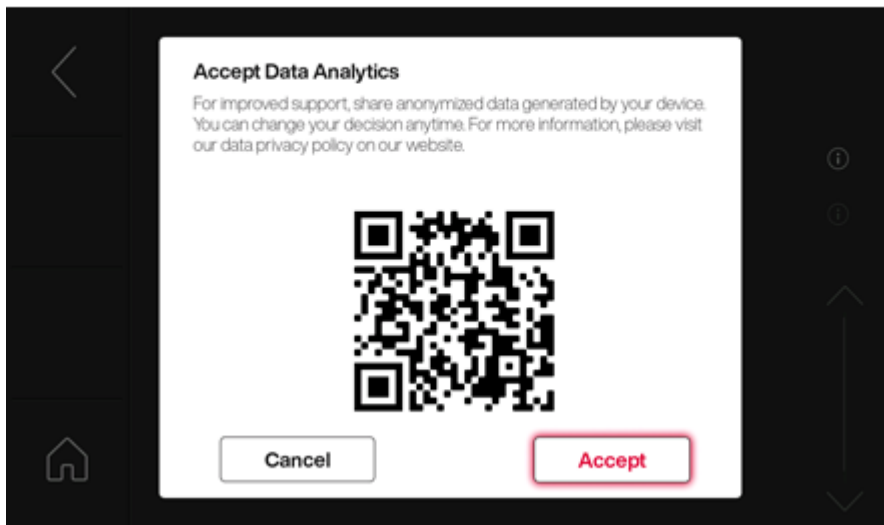 Accept Data Analytics
For improved support, share anonymized data generated by your device.
You can change your decision anytime. For more information, please visit
our data privacy policy on our website.
Cancel
Accept